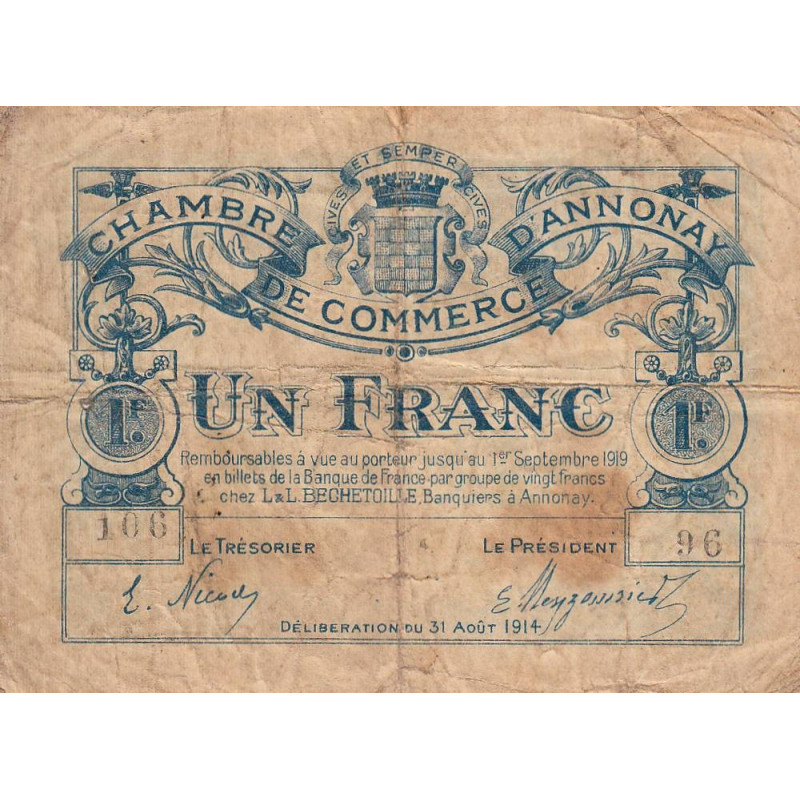 CIVES ET SEMPER CIVES
CHAMBRE DE COMMERCE D'ANNONAY
1F.
UN FRANC
1F.
Remboursables à vue au porteur jusqu'au 1er Septembre 1919
en billets de la Banque de France par groupe de vingt francs
chez L&L. BECHETOILLE, Banquiers à Annonay.
106
LE TRÉSORIER
LE PRÉSIDENT
96
E. Nicod
DÉLIBERATION DU 31 AOÛT 1914